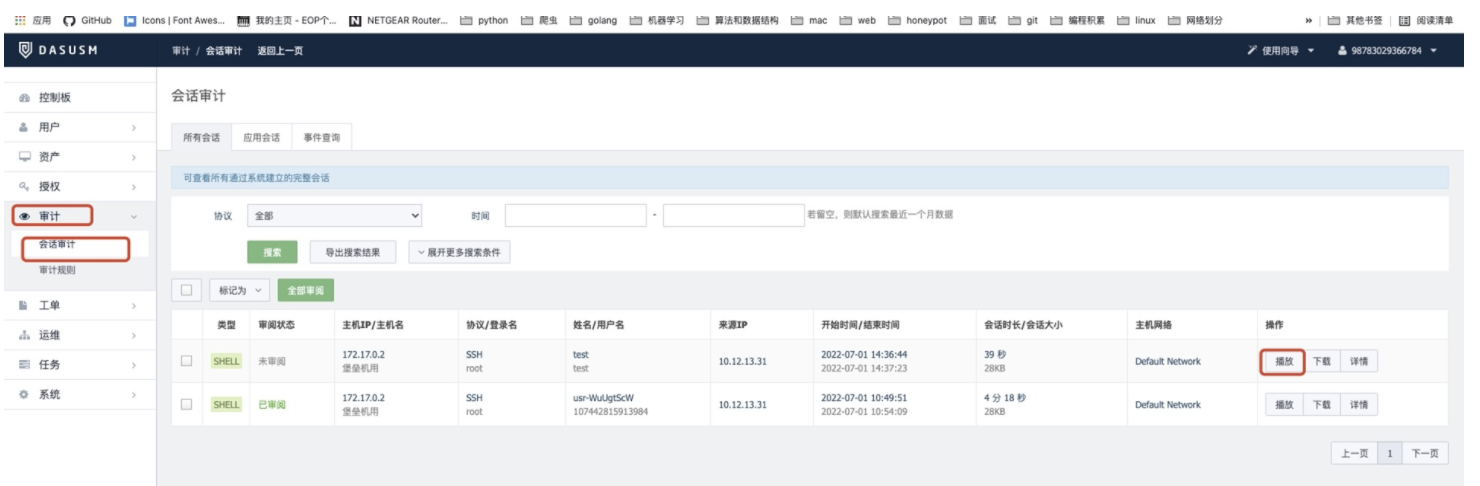 应用 GitHub Icons | Font Awes... 我的主页 - EOP个... NETGEAR Router... python 爬虫 golang 机器学习 算法和数据结构 mac web honeypot 面试 git 编程积累 linux 网络划分 » 其他书签 阅读清单
DASUSM 审计 / 会话审计 返回上一页 使用向导 98783029366784
控制板
用户
资产
授权
审计
会话审计
审计规则
工单
运维
任务
系统
会话审计
所有会话 应用会话 事件查询
可查看所有通过系统建立的完整会话
协议 全部 时间 - 若留空，则默认搜索最近一个月数据
搜索 导出搜索结果 展开更多搜索条件
标记为 全部审阅
类型 审阅状态 主机IP/主机名 协议/登录名 姓名/用户名 来源IP 开始时间/结束时间 会话时长/会话大小 主机网络 操作
SHELL 未审阅 172.17.0.2 SSH test 10.12.13.31 2022-07-01 14:36:44 39 秒 Default Network 播放 下载 详情
堡垒机用 root test 2022-07-01 14:37:23 28KB
SHELL 已审阅 172.17.0.2 SSH usr-WuUgtScW 10.12.13.31 2022-07-01 10:49:51 4 分 18 秒 Default Network 播放 下载 详情
堡垒机用 root 107442815913984 2022-07-01 10:54:09 28KB
上一页 1 下一页